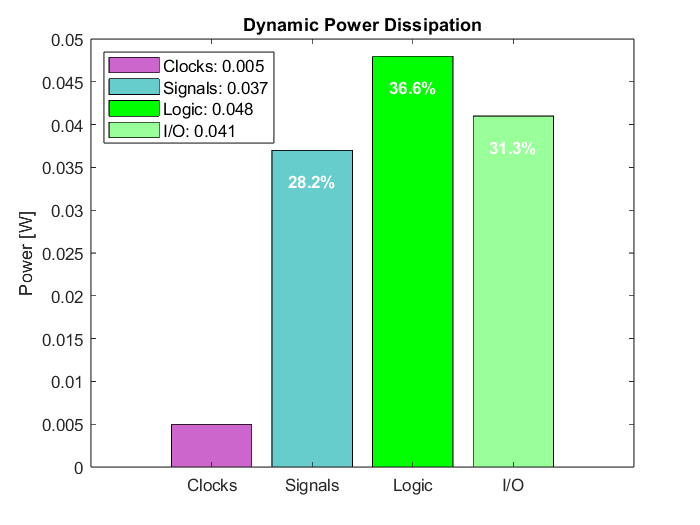 Dynamic Power Dissipation
0.05
0.045
0.04
0.035
0.03
0.025
0.02
0.015
0.01
0.005
0
Power [W]
Clocks: 0.005
Signals: 0.037
Logic: 0.048
I/O: 0.041
28.2%
36.6%
31.3%
Clocks
Signals
Logic
I/O